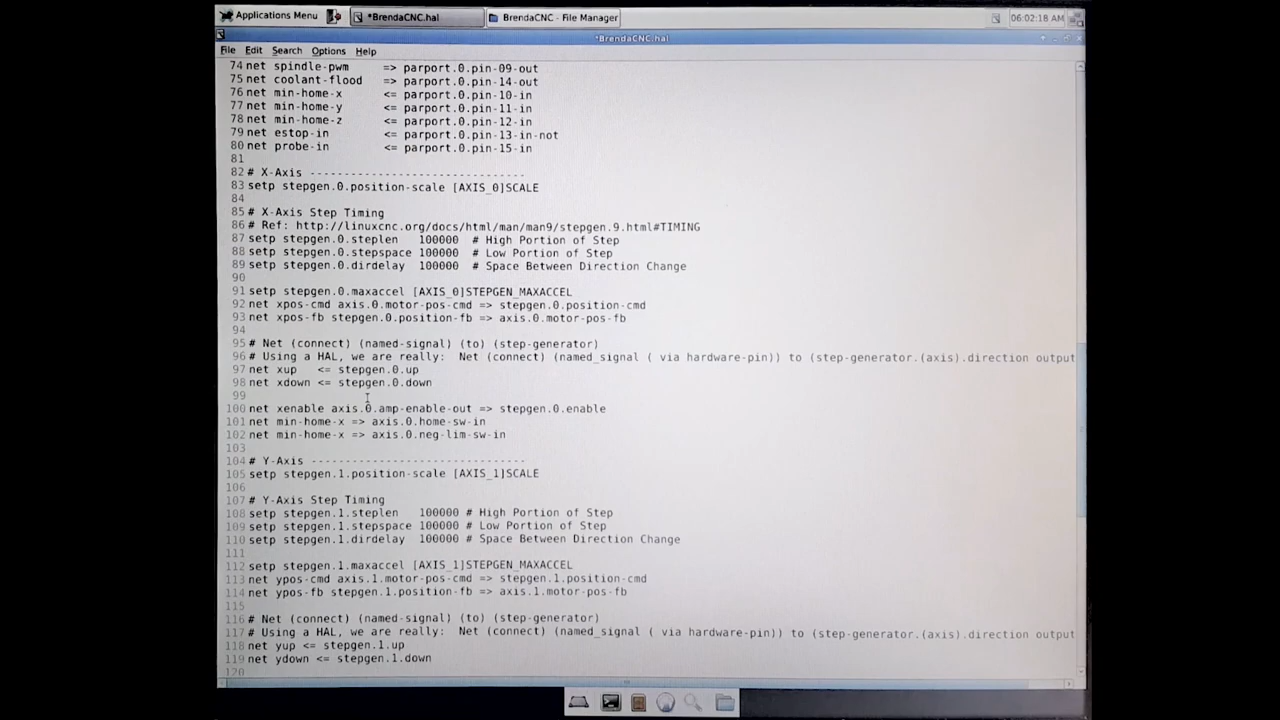 Applications Menu
*BrendaCNC.hal
BrendaCNC - File Manager
06:02:18 AM
*BrendaCNC.hal
File Edit Search Options Help
74 net spindle-pwm => parport.0.pin-09-out
75 net coolant-flood => parport.0.pin-14-out
76 net min-home-x <= parport.0.pin-10-in
77 net min-home-y <= parport.0.pin-11-in
78 net min-home-z <= parport.0.pin-12-in
79 net estop-in <= parport.0.pin-13-in-not
80 net probe-in <= parport.0.pin-15-in
81
82 # X-Axis --------------------------------
83 setp stepgen.0.position-scale [AXIS_0]SCALE
84
85 # X-Axis Step Timing
86 # Ref: http://linuxcnc.org/docs/html/man/man9/stepgen.9.html#TIMING
87 setp stepgen.0.steplen 100000 # High Portion of Step
88 setp stepgen.0.stepspace 100000 # Low Portion of Step
89 setp stepgen.0.dirdelay 100000 # Space Between Direction Change
90
91 setp stepgen.0.maxaccel [AXIS_0]STEPGEN_MAXACCEL
92 net xpos-cmd axis.0.motor-pos-cmd => stepgen.0.position-cmd
93 net xpos-fb stepgen.0.position-fb => axis.0.motor-pos-fb
94
95 # Net (connect) (named-signal) (to) (step-generator)
96 # Using a HAL, we are really: Net (connect) (named_signal ( via hardware-pin)) to (step-generator.(axis).direction output
97 net xup <= stepgen.0.up
98 net xdown <= stepgen.0.down
99
100 net xenable axis.0.amp-enable-out => stepgen.0.enable
101 net min-home-x => axis.0.home-sw-in
102 net min-home-x => axis.0.neg-lim-sw-in
103
104 # Y-Axis --------------------------------
105 setp stepgen.1.position-scale [AXIS_1]SCALE
106
107 # Y-Axis Step Timing
108 setp stepgen.1.steplen 100000 # High Portion of Step
109 setp stepgen.1.stepspace 100000 # Low Portion of Step
110 setp stepgen.1.dirdelay 100000 # Space Between Direction Change
111
112 setp stepgen.1.maxaccel [AXIS_1]STEPGEN_MAXACCEL
113 net ypos-cmd axis.1.motor-pos-cmd => stepgen.1.position-cmd
114 net ypos-fb stepgen.1.position-fb => axis.1.motor-pos-fb
115
116 # Net (connect) (named-signal) (to) (step-generator)
117 # Using a HAL, we are really: Net (connect) (named_signal ( via hardware-pin)) to (step-generator.(axis).direction output
118 net yup <= stepgen.1.up
119 net ydown <= stepgen.1.down
120